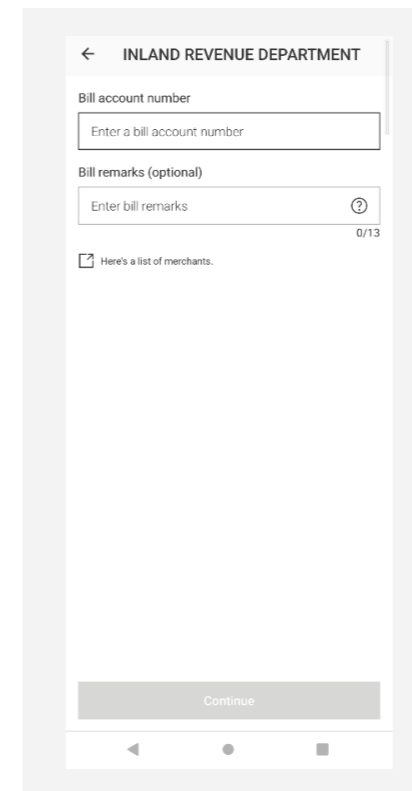 INLAND REVENUE DEPARTMENT
Bill account number
Enter a bill account number
Bill remarks (optional)
Enter bill remarks
0/13
Here's a list of merchants.
Continue